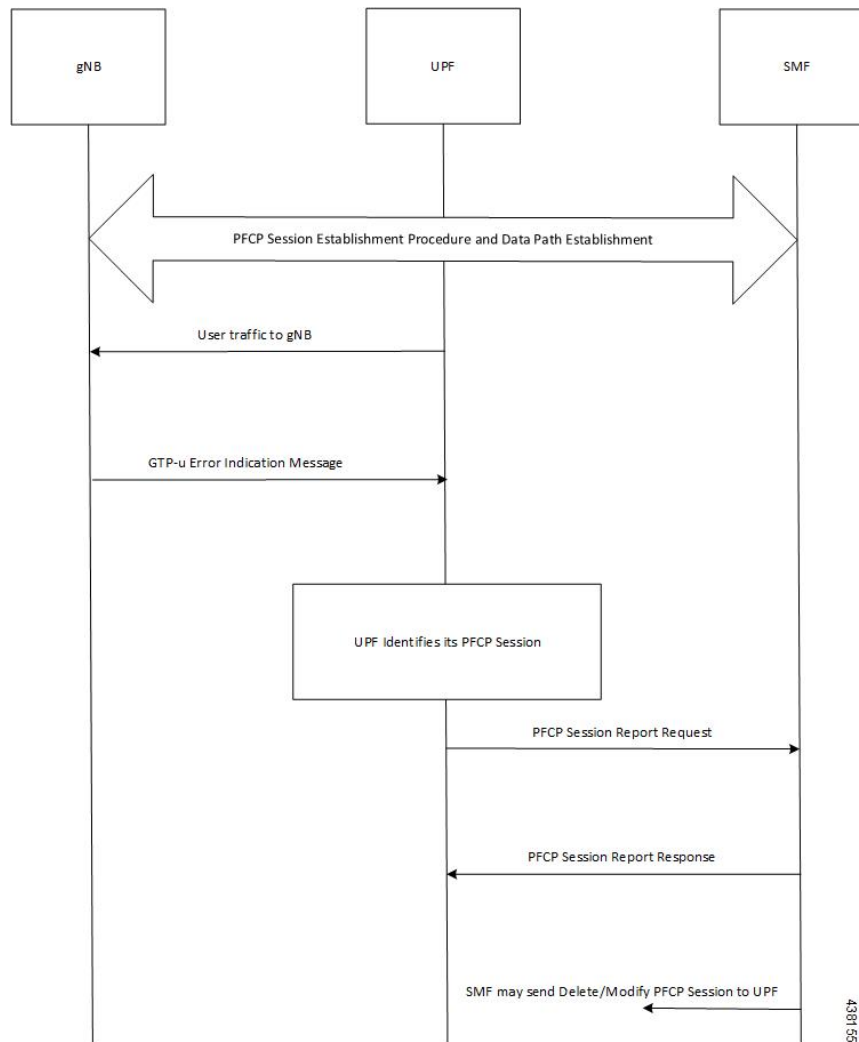 gNB
UPF
SMF
PFCP Session Establishment Procedure and Data Path Establishment
User traffic to gNB
GTP-u Error Indication Message
UPF Identifies its PFCP Session
PFCP Session Report Request
PFCP Session Report Response
SMF may send Delete/Modify PFCP Session to UPF
438155